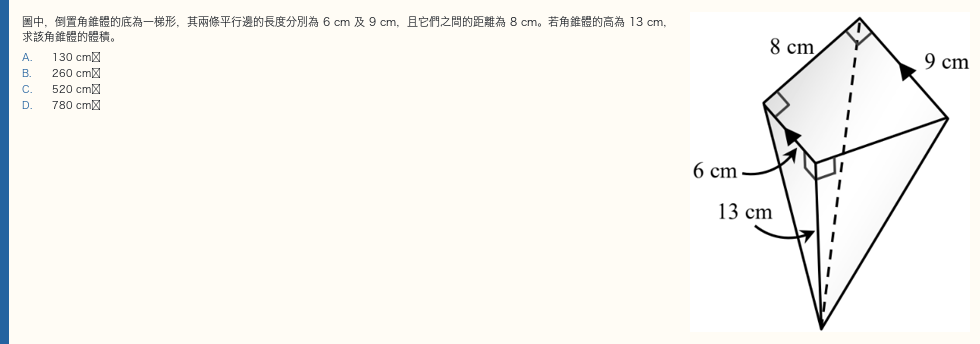 圖中，倒置角錐體的底為一梯形，其兩條平行邊的長度分別為 6 cm 及 9 cm，且它們之間的距離為 8 cm。若角錐體的高為 13 cm，
求該角錐體的體積。
A. 130 cm
B. 260 cm
C. 520 cm
D. 780 cm
8 cm
9 cm
6 cm
13 cm